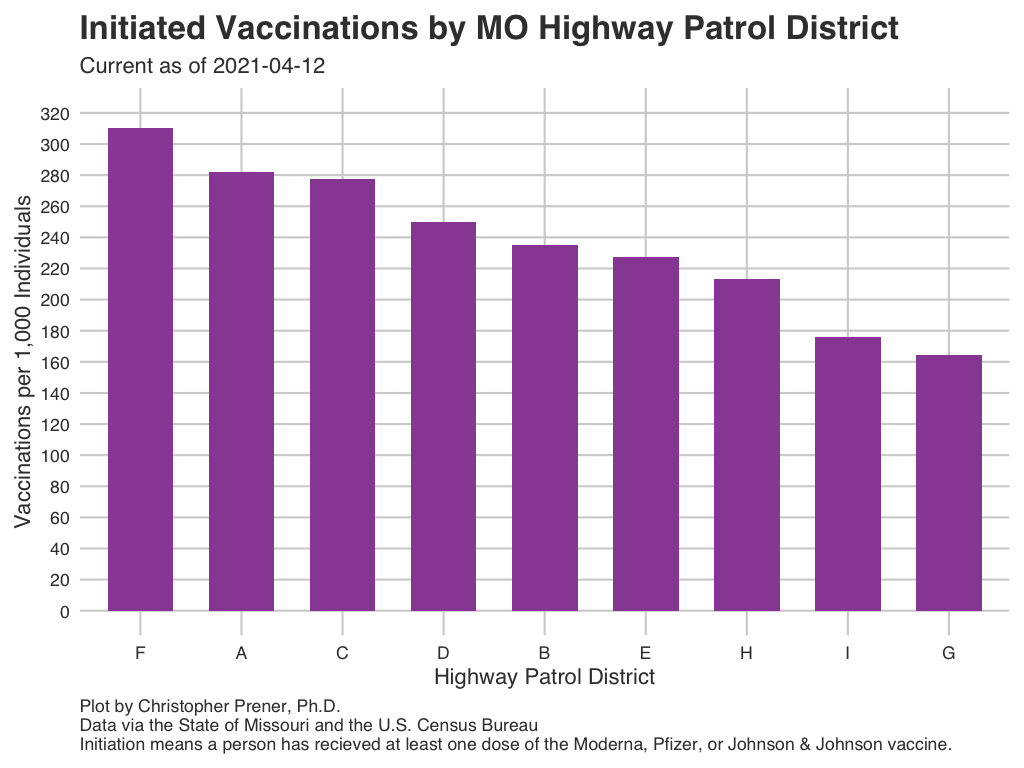 Initiated Vaccinations by MO Highway Patrol District
Current as of 2021-04-12
Vaccinations per 1,000 Individuals
320
300
280
260
240
220
200
180
160
140
120
100
80
60
40
20
0
F A C D B E H I G
Highway Patrol District
Plot by Christopher Prener, Ph.D.
Data via the State of Missouri and the U.S. Census Bureau
Initiation means a person has recieved at least one dose of the Moderna, Pfizer, or Johnson & Johnson vaccine.